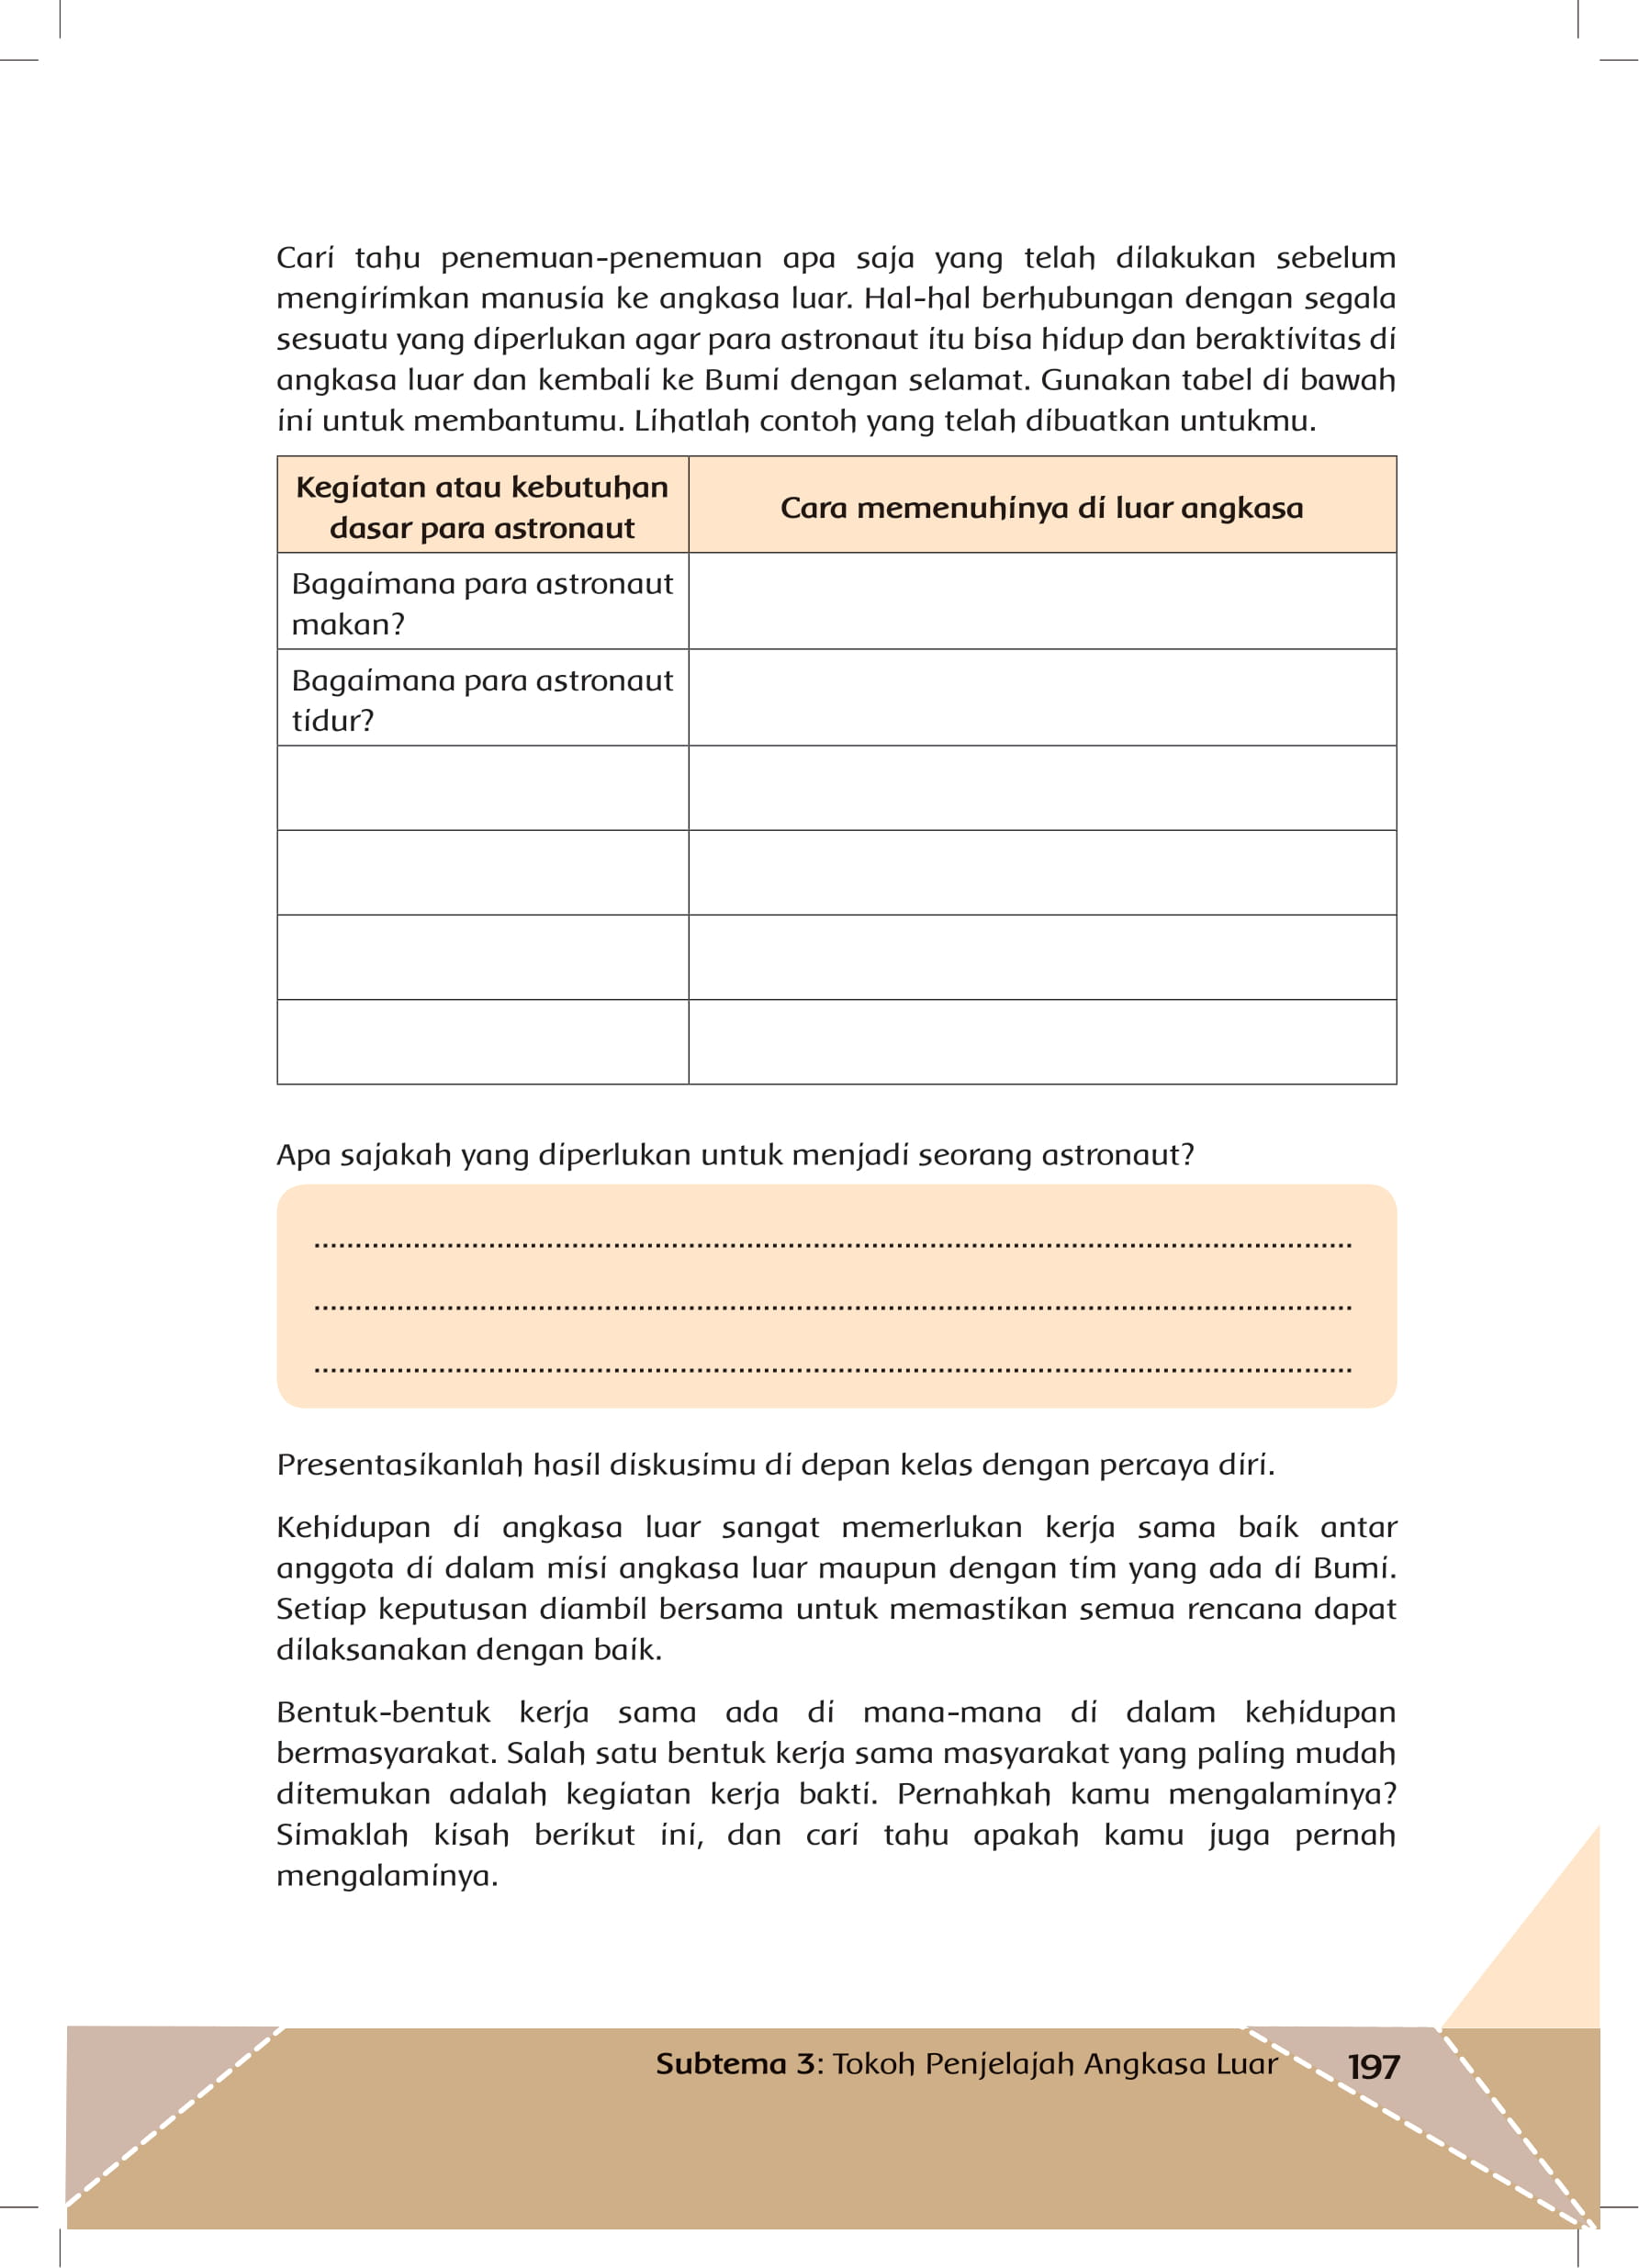 Cari tahu penemuan-penemuan apa saja yang telah dilakukan sebelum
mengirimkan manusia ke angkasa luar. Hal-hal berhubungan dengan segala
sesuatu yang diperlukan agar para astronaut itu bisa hidup dan beraktivitas di
angkasa luar dan kembali ke Bumi dengan selamat. Gunakan tabel di bawah
ini untuk membantumu. Lihatlah contoh yang telah dibuatkan untukmu.
Kegiatan atau kebutuhan
dasar para astronaut
Cara memenuhinya di luar angkasa
Bagaimana para astronaut
makan?
Bagaimana para astronaut
tidur?
Apa sajakah yang diperlukan untuk menjadi seorang astronaut?
Presentasikanlah hasil diskusimu di depan kelas dengan percaya diri.
Kehidupan di angkasa luar sangat memerlukan kerja sama baik antar
anggota di dalam misi angkasa luar maupun dengan tim yang ada di Bumi.
Setiap keputusan diambil bersama untuk memastikan semua rencana dapat
dilaksanakan dengan baik.
Bentuk-bentuk kerja sama ada di mana-mana di dalam kehidupan
bermasyarakat. Salah satu bentuk kerja sama masyarakat yang paling mudah
ditemukan adalah kegiatan kerja bakti. Pernahkah kamu mengalaminya?
Simaklah kisah berikut ini, dan cari tahu apakah kamu juga pernah
mengalaminya.
Subtema 3: Tokoh Penjelajah Angkasa Luar 197